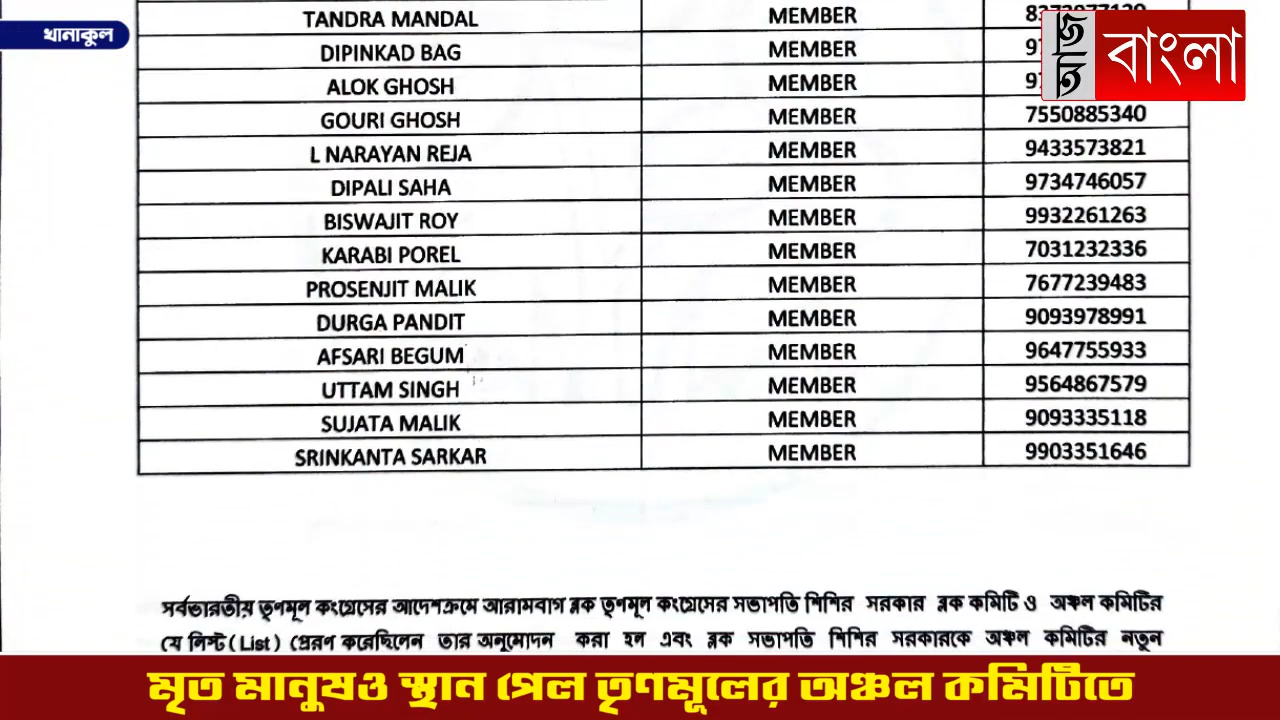 খানাকুল
আজ বাংলা
TANDRA MANDAL MEMBER
DIPINKAD BAG MEMBER
ALOK GHOSH MEMBER
GOURI GHOSH MEMBER 7550885340
L NARAYAN REJA MEMBER 9433573821
DIPALI SAHA MEMBER 9734746057
BISWAJIT ROY MEMBER 9932261263
KARABI POREL MEMBER 7031232336
PROSENJIT MALIK MEMBER 7677239483
DURGA PANDIT MEMBER 9093978991
AFSARI BEGUM MEMBER 9647755933
UTTAM SINGH MEMBER 9564867579
SUJATA MALIK MEMBER 9093335118
SRINKANTA SARKAR MEMBER 9903351646
সর্বভারতীয় তৃণমূল কংগ্রেসের আদেশক্রমে আরামবাগ ব্লক তৃণমূল কংগ্রেসের সভাপতি শিশির সরকার ব্লক কমিটি ও অঞ্চল কমিটির
যে লিস্ট (List) প্রেরণ করেছিলেন তার অনুমোদন করা হল এবং ব্লক সভাপতি শিশির সরকারকে অঞ্চল কমিটির নতুন
মৃত মানুষও স্থান পেল তৃণমূলের অঞ্চল কমিটিতে